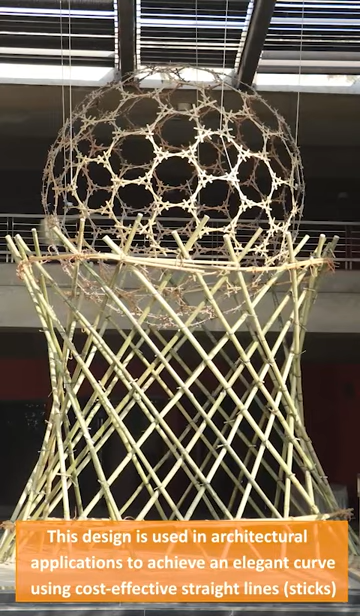 This design is used in architectural
applications to achieve an elegant curve
using cost-effective straight lines (sticks)